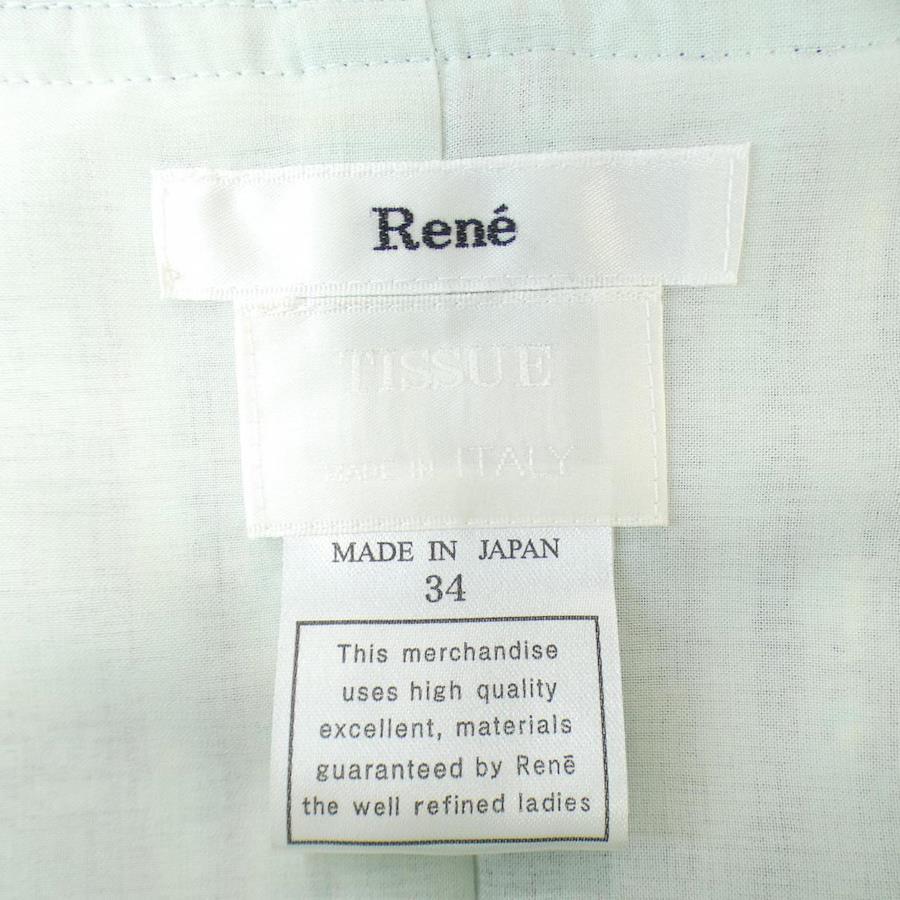 René
TISSUE
MADE IN ITALY
MADE IN JAPAN
34
This merchandise
uses high quality
excellent, materials
guaranteed by Renē
the well refined ladies